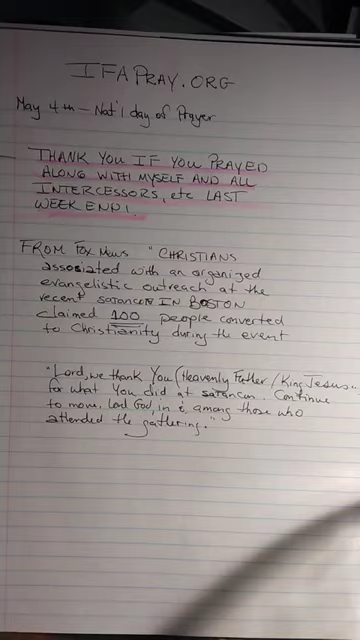 IFAPRAY.ORG
May 4th - Nat'l day of Prayer
THANK YOU IF YOU PRAYED
ALONG WITH MYSELF AND ALL
INTERCESSORS, etc LAST
WEEKEND!
FROM Fox News "CHRISTIANS
associated with an organized
evangelistic outreach at the
recent satancon IN BOSTON
claimed 100 people converted
to Christianity during the event
"Lord, we thank You (Heavenly Father / King Jesus...
for what You did at satancon. Continue
to move, Lord God, in & among those who
attended the gathering."